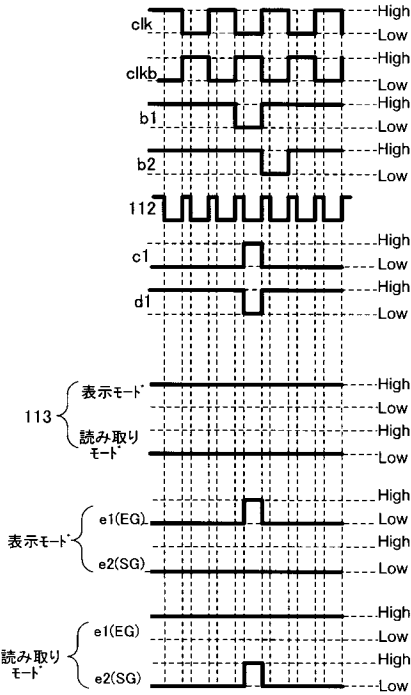 clk High
Low
clkb High
Low
b1 High
Low
b2 High
Low
112
c1 High
Low
d1 High
Low
113
表示モード High
Low
読み取り
モード High
Low
表示モード
e1(EG) High
Low
e2(SG) High
Low
読み取り
モード
e1(EG) High
Low
e2(SG) High
Low